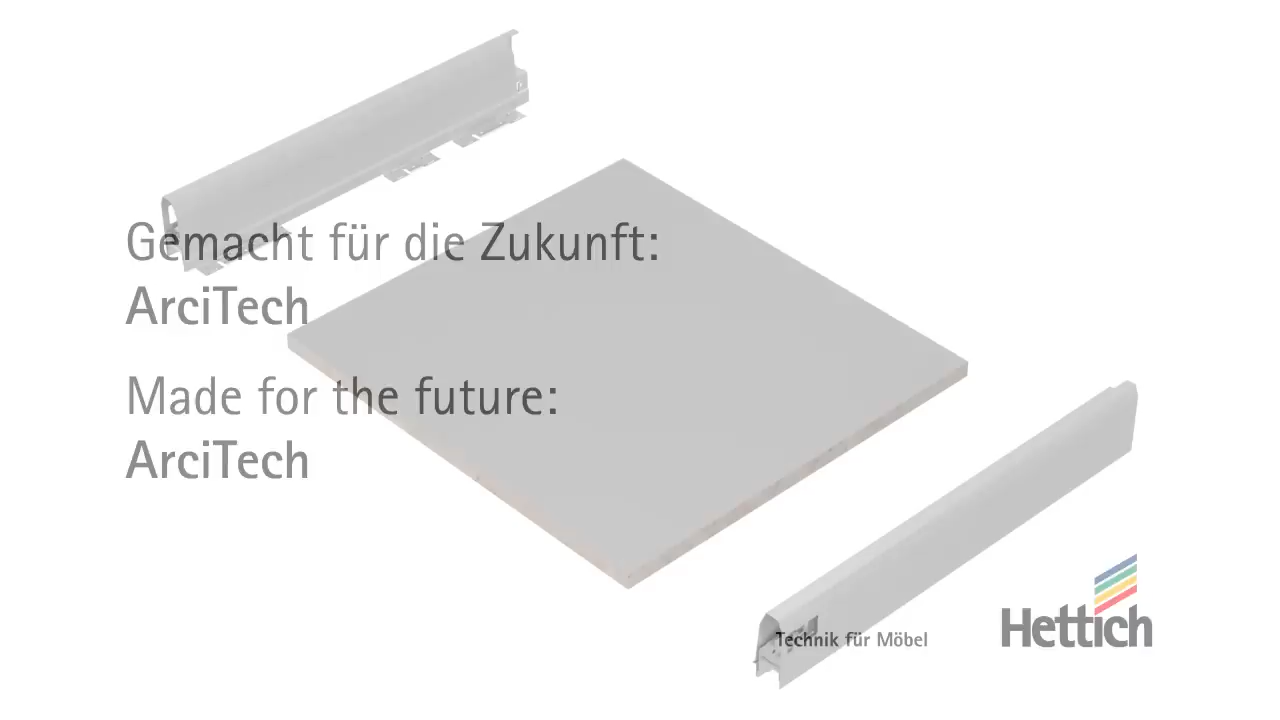 Gemacht für die Zukunft:
ArciTech
Made for the future:
ArciTech
Technik für Möbel
Hettich